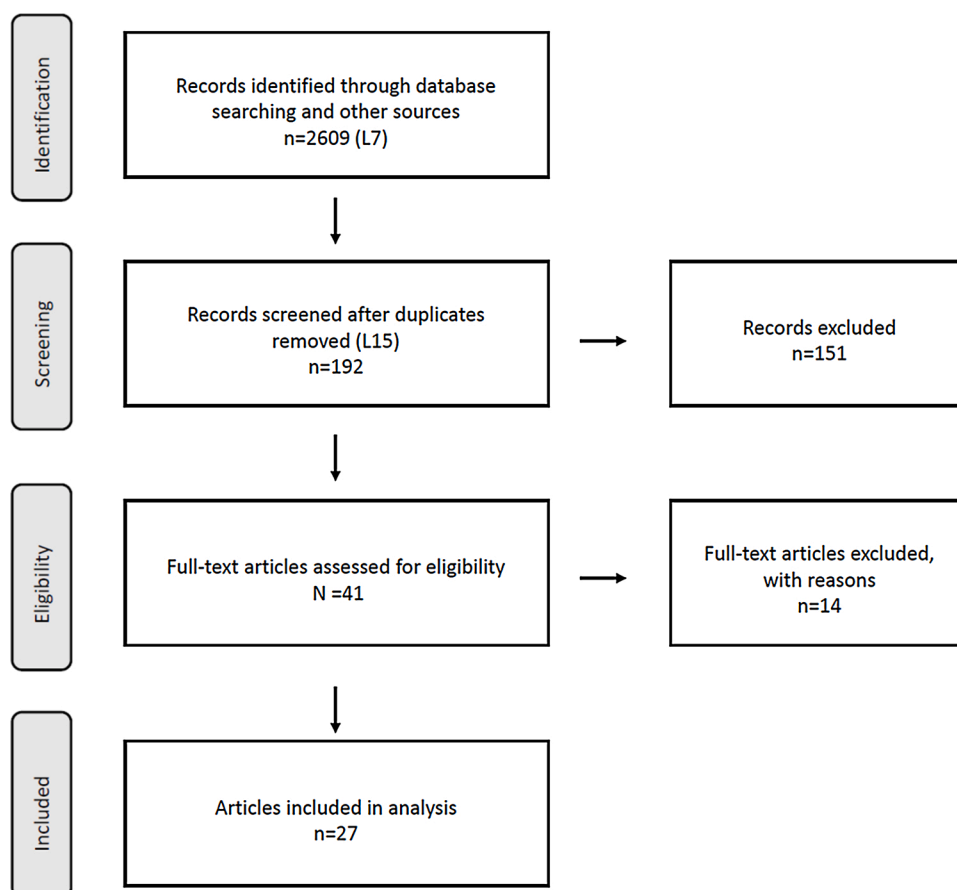 Identification
Records identified through database
searching and other sources
n=2609 (L7)
Screening
Records screened after duplicates
removed (L15)
n=192
Records excluded
n=151
Eligibility
Full-text articles assessed for eligibility
N =41
Full-text articles excluded,
with reasons
n=14
Included
Articles included in analysis
n=27